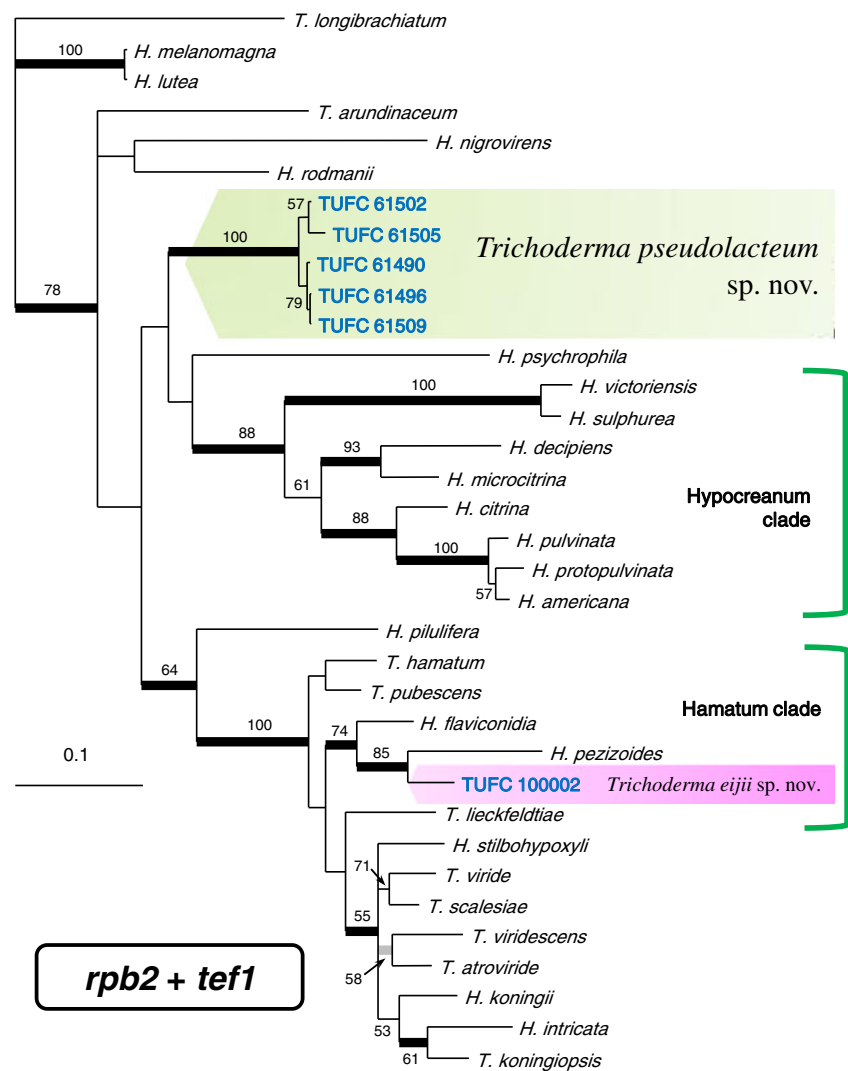 T. longibrachiatum
100
H. melanomagna
H. lutea
T. arundinaceum
H. nigrovirens
H. rodmanii
57
TUFC 61502
TUFC 61505
100
TUFC 61490
79
TUFC 61496
TUFC 61509
Trichoderma pseudolacteum
sp. nov.
78
H. psychrophila
100
H. victoriensis
H. sulphurea
88
93
H. decipiens
61
H. microcitrina
88
H. citrina
100
H. pulvinata
H. protopulvinata
57
H. americana
Hypocreanum
clade
H. pilulifera
64
T. hamatum
T. pubescens
100
74
H. flaviconidia
85
H. pezizoides
TUFC 100002
Trichoderma eijii sp. nov.
Hamatum clade
0.1
T. lieckfeldtiae
H. stilbohypoxyli
71
T. viride
T. scalesiae
55
T. viridescens
58
T. atroviride
H. koningii
53
H. intricata
61
T. koningiopsis
rpb2 + tef1